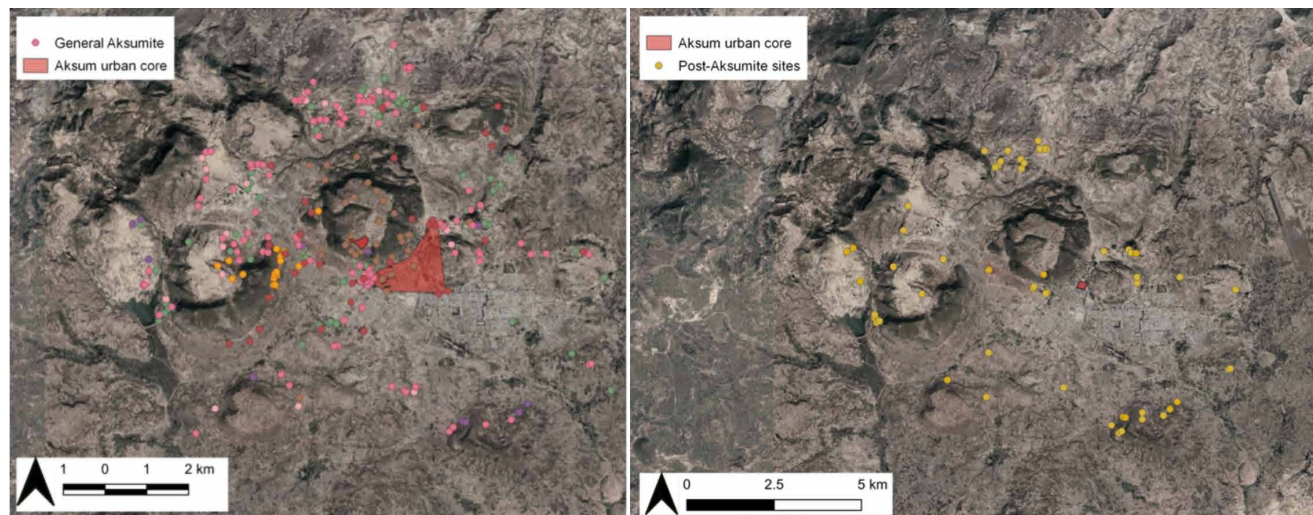 General Aksumite
Aksum urban core
1 0 1 2 km
Aksum urban core
Post-Aksumite sites
0 2.5 5 km